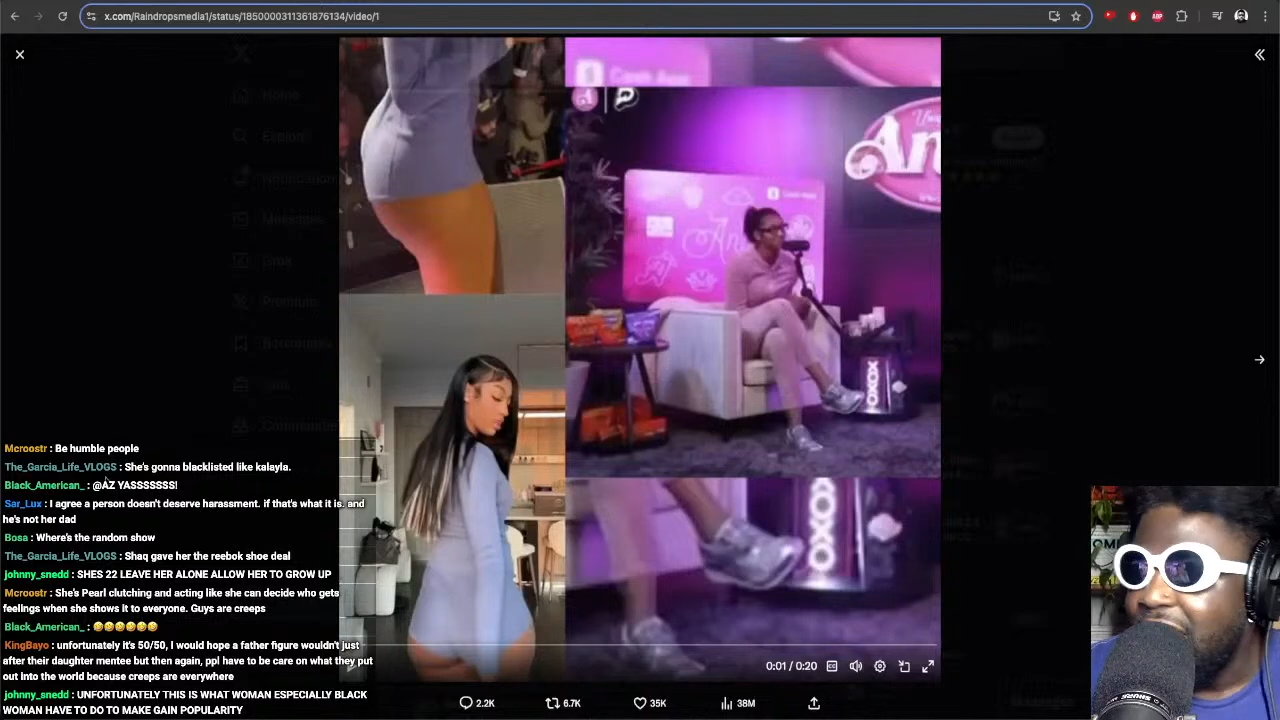 x.com/Raindropsmedia1/status/1850000311361876134/video/1
ABP
Cash App
An
XOXO
XOXO
0:01 / 0:20
CC
2.2K
6.7K
35K
38M
Mcroostr : Be humble people
The_Garcia_Life_VLOGS : She's gonna blacklisted like kalayla.
Black_American_ : @AZ YASSSSSSS!
Sar_Lux : I agree a person doesn't deserve harassment. if that's what it is. and
he's not her dad
Bosa : Where's the random show
The_Garcia_Life_VLOGS : Shaq gave her the reebok shoe deal
johnny_snedd : SHES 22 LEAVE HER ALONE ALLOW HER TO GROW UP
Mcroostr : She's Pearl clutching and acting like she can decide who gets
feelings when she shows it to everyone. Guys are creeps
Black_American_ : 🤣🤣🤣🤣🤣🤣
KingBayo : unfortunately it's 50/50, I would hope a father figure wouldn't just
after their daughter mentee but then again, ppl have to be care on what they put
out into the world because creeps are everywhere
johnny_snedd : UNFORTUNATELY THIS IS WHAT WOMAN ESPECIALLY BLACK
WOMAN HAVE TO DO TO MAKE GAIN POPULARITY
SHURE